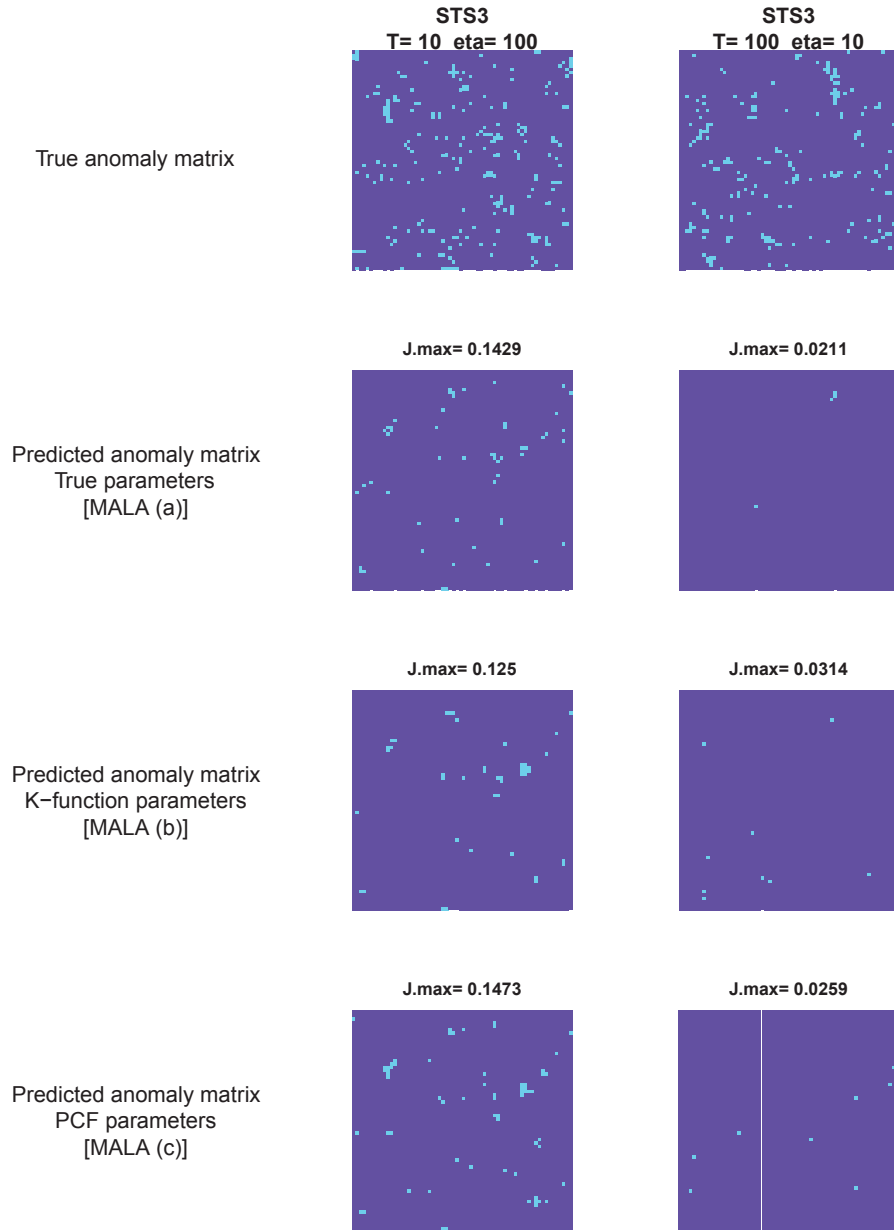 STS3
T= 10 eta= 100
STS3
T= 100 eta= 10
True anomaly matrix
J.max= 0.1429
J.max= 0.0211
Predicted anomaly matrix
True parameters
[MALA (a)]
J.max= 0.125
J.max= 0.0314
Predicted anomaly matrix
K−function parameters
[MALA (b)]
J.max= 0.1473
J.max= 0.0259
Predicted anomaly matrix
PCF parameters
[MALA (c)]